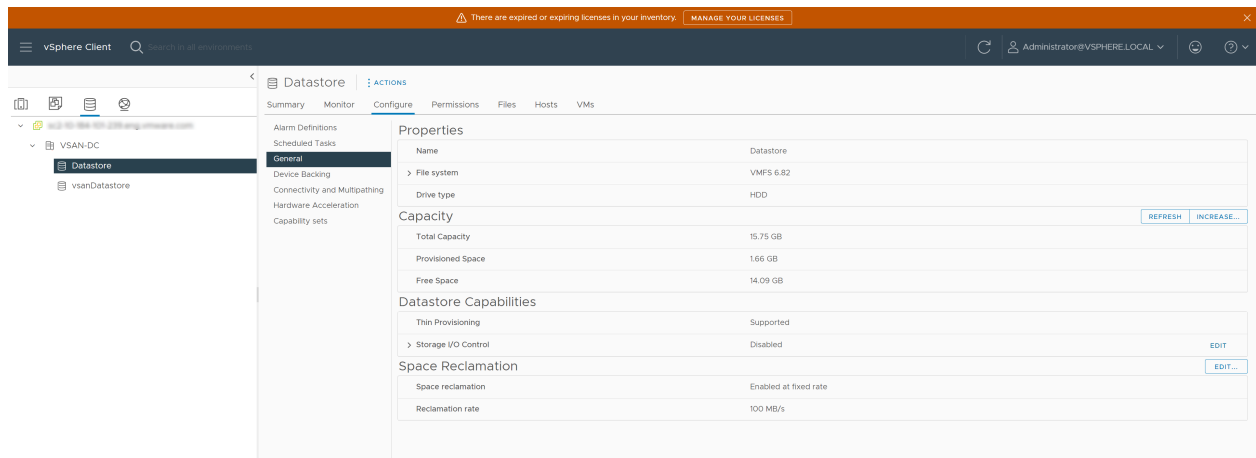 There are expired or expiring licenses in your inventory. MANAGE YOUR LICENSES
vSphere Client Search in all environments Administrator@VSPHERE.LOCAL
Datastore ACTIONS
Summary Monitor Configure Permissions Files Hosts VMs
VSAN-DC
Datastore
vsanDatastore
Alarm Definitions
Scheduled Tasks
General
Device Backing
Connectivity and Multipathing
Hardware Acceleration
Capability sets
Properties
Name Datastore
File system VMFS 6.82
Drive type HDD
Capacity REFRESH INCREASE...
Total Capacity 15.75 GB
Provisioned Space 1.66 GB
Free Space 14.09 GB
Datastore Capabilities
Thin Provisioning Supported
Storage I/O Control Disabled EDIT
Space Reclamation EDIT...
Space reclamation Enabled at fixed rate
Reclamation rate 100 MB/s